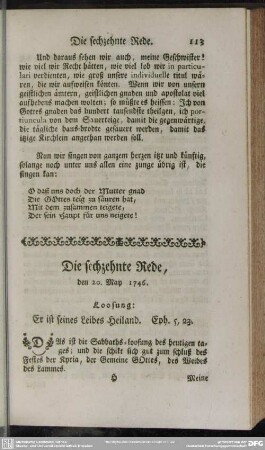 Die sechzehnte Rede. 113
Und daraus sehen wir auch, meine Geschwister!
wie viel wir Recht hätten, wie viel lob wir in particu-
lari verdienten, wie groß unsere individuelle titul wä-
ren, die wir aufweisen könten. Wenn wir von unsern
geistlichen ämtern, geistlichen gnaden und apostolat viel
aufhebens machen wolten: so müßte es heissen: Ich von
Gottes gnaden das hundert tausendste theilgen, ich por-
tiuncula von dem Sauerteige, damit die gegenwärtige,
die täuliche haus-brodte gesäuert werden, damit das
itzige Kirchlein angethan werden soll.
Nun wir singen von ganzem herzen itzt und künftig,
solange noch unter uns allen eine zunge übrig ist, die
singen kan:
O daß uns doch der Mutter gnad
Die GOttes teig zu säuren hat,
Mit dem zusammen teigete,
Der sein Haupt für uns neigete!
Die sechzehnte Rede,
den 20. May 1746.
Loosung:
Er ist seines Leibes Heiland. Eph. 5, 23.
DAs ist die Sabbaths-loosung des heutigen ta-
ges; und die schikt sich gut zum schluß des
Festes der Kyria, der Gemeine GOttes, des Weibes
des Lammes.
Meine